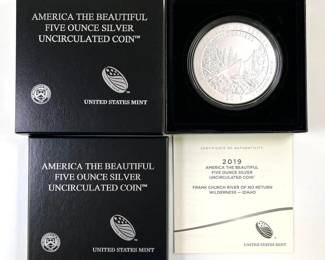 AMERICA THE BEAUTIFUL
FIVE OUNCE SILVER
UNCIRCULATED COIN™
UNITED STATES MINT
AMERICA THE BEAUTIFUL
FIVE OUNCE SILVER
UNCIRCULATED COIN™
UNITED STATES MINT
CERTIFICATE OF AUTHENTICITY
2019
AMERICA THE BEAUTIFUL
FIVE OUNCE SILVER
UNCIRCULATED COIN™
FRANK CHURCH RIVER OF NO RETURN
WILDERNESS — IDAHO
UNITED STATES MINT